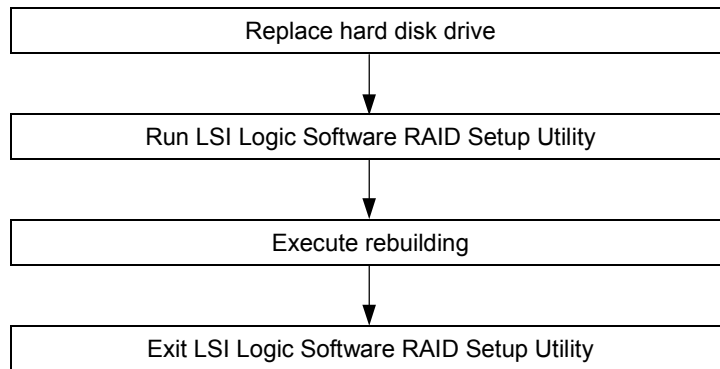 Replace hard disk drive
Run LSI Logic Software RAID Setup Utility
Execute rebuilding
Exit LSI Logic Software RAID Setup Utility